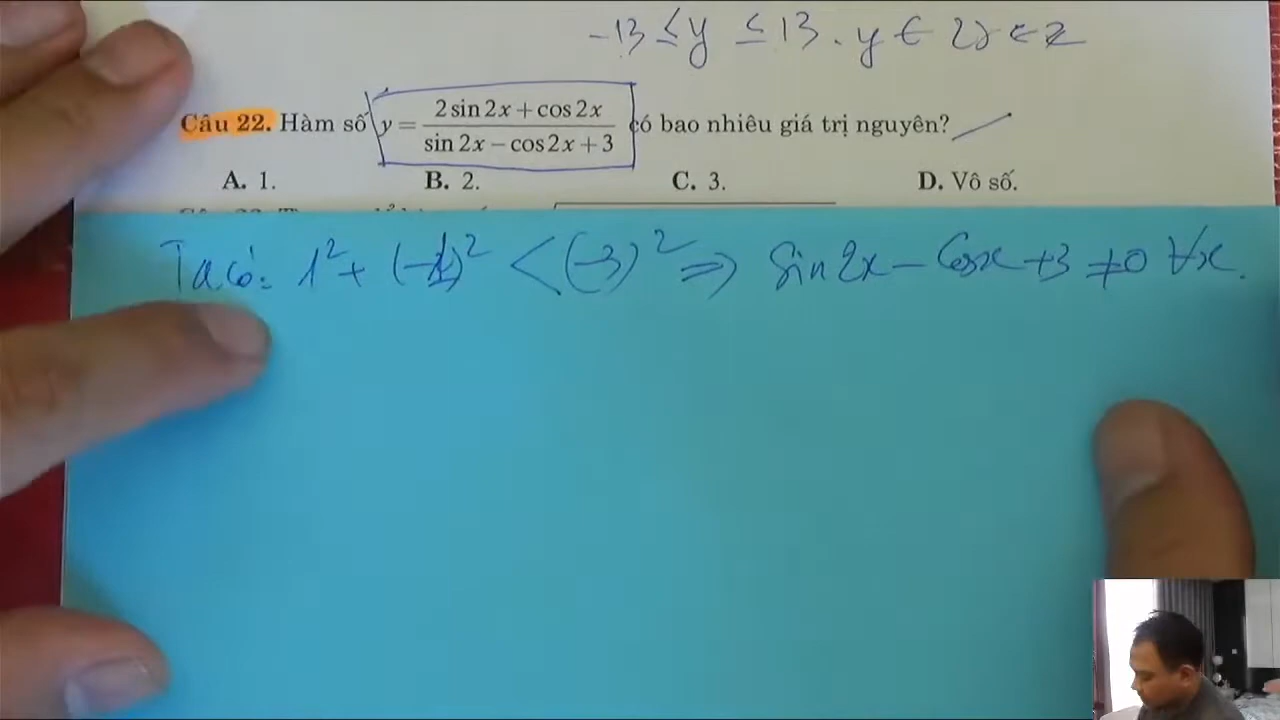 -13 ≤ y ≤ 13. y ∈ Z
Câu 22. Hàm số y = (2 sin 2x + cos 2x)/(sin 2x − cos 2x + 3) có bao nhiêu giá trị nguyên?
A. 1. B. 2. C. 3. D. Vô số.
Ta có: 1² + (-1)² < (-3)² => Sin 2x - Cosx + 3 ≠ 0 ∀x.